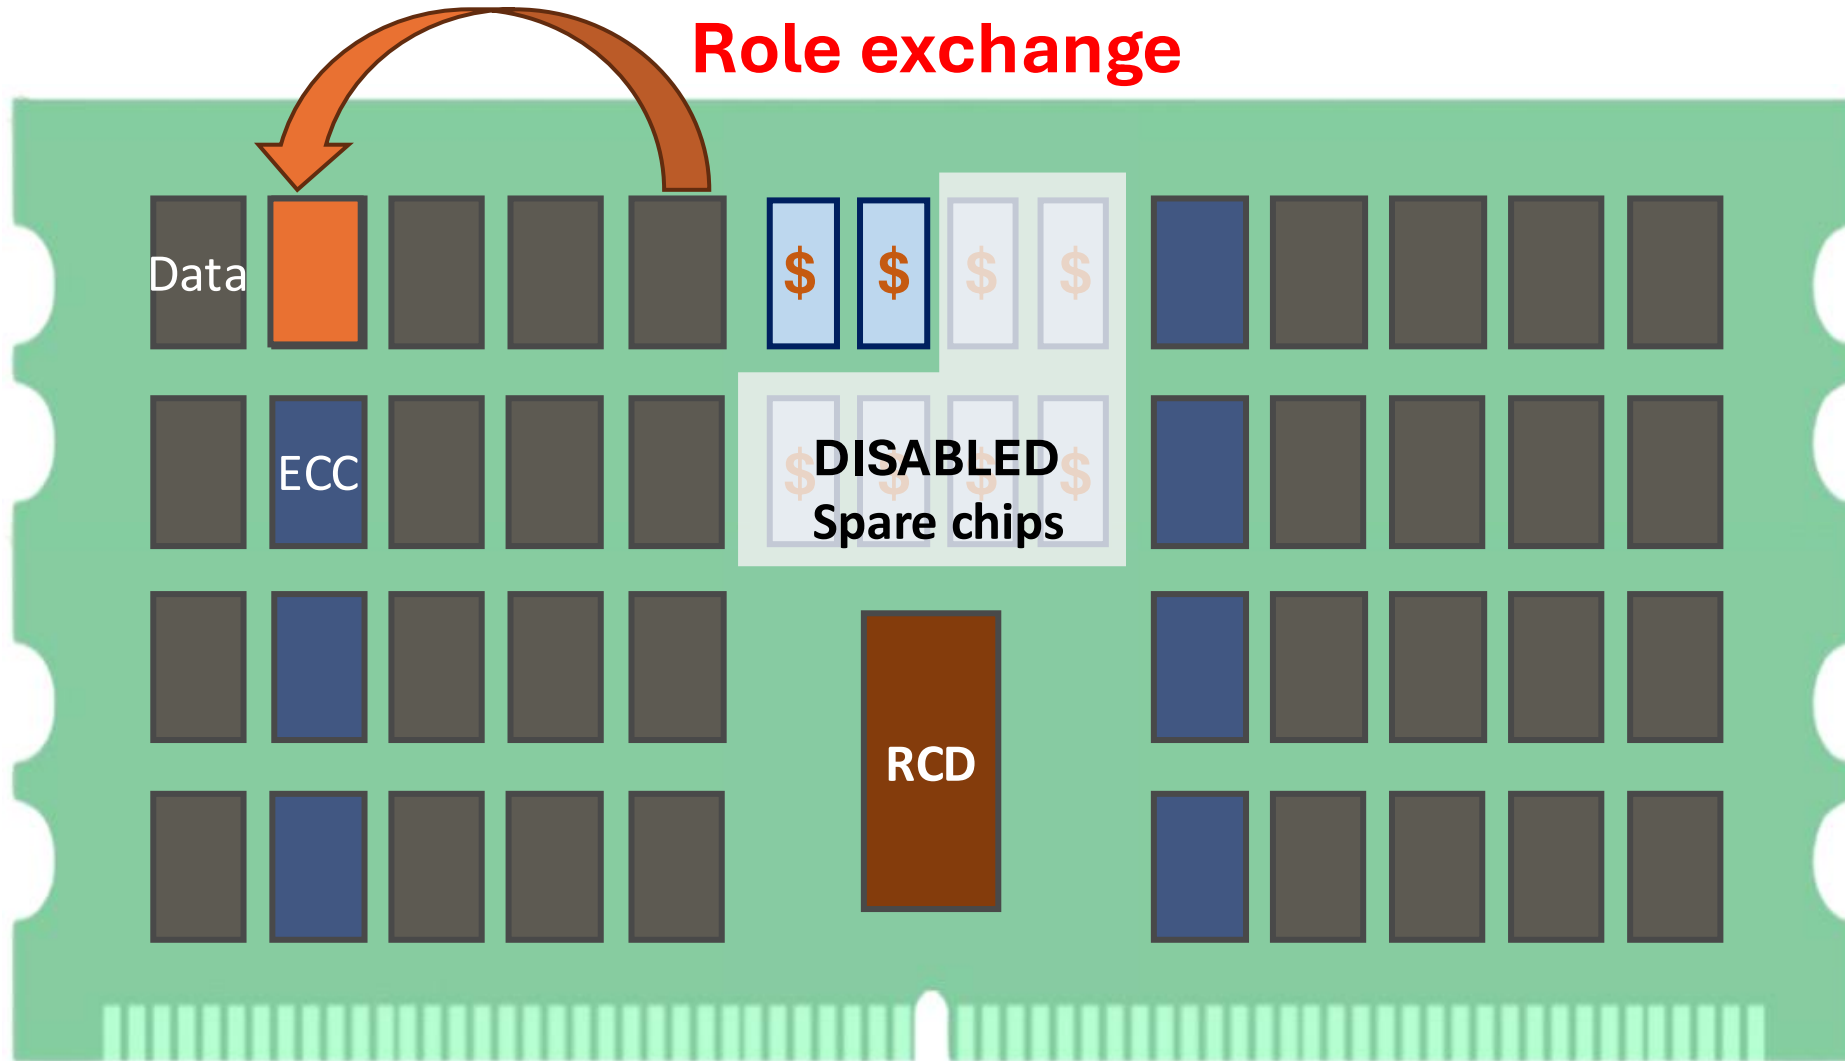 Role exchange
Data
$ $ $ $
ECC
$ $ $ $
DISABLED
Spare chips
RCD